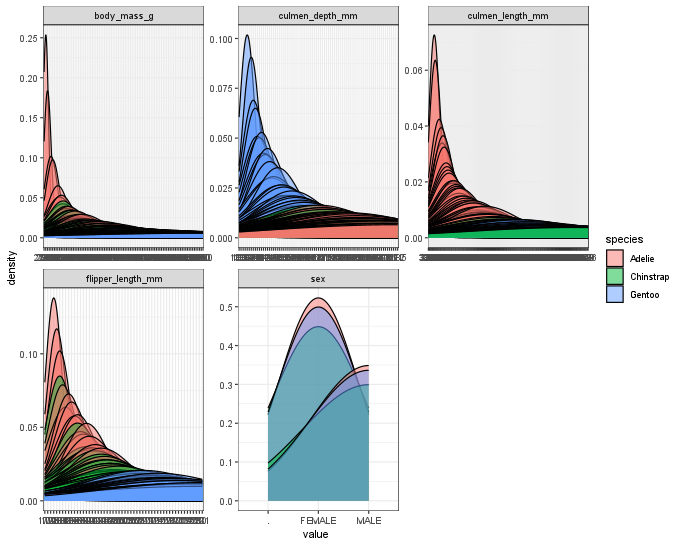 body_mass_g
culmen_depth_mm
culmen_length_mm
0.25
0.20
0.15
0.10
0.05
0.00
0.100
0.075
0.050
0.025
0.000
0.06
0.04
0.02
0.00
density
species
Adelie
Chinstrap
Gentoo
flipper_length_mm
sex
0.10
0.05
0.00
0.5
0.4
0.3
0.2
0.1
0.0
. FEMALE MALE
value